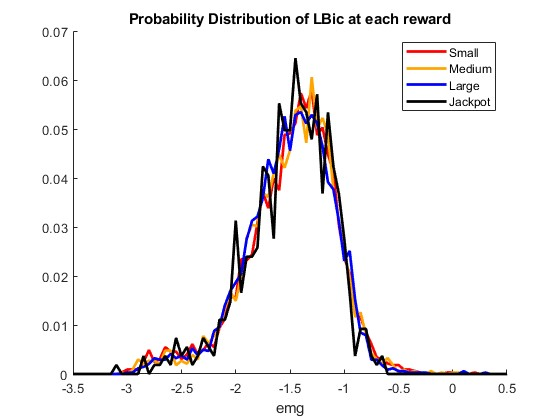 Probability Distribution of LBic at each reward
0.07
0.06
0.05
0.04
0.03
0.02
0.01
0
Small
Medium
Large
Jackpot
-3.5 -3 -2.5 -2 -1.5 -1 -0.5 0 0.5
emg